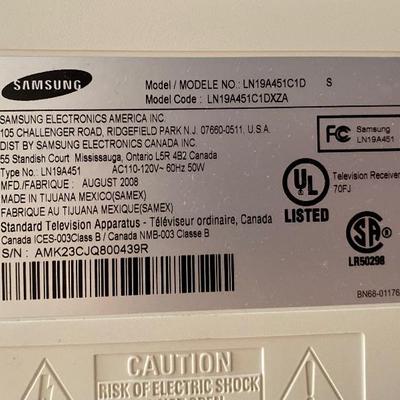 SAMSUNG
Model / MODELE NO.: LN19A451C1D S
Model Code : LN19A451C1DXZA
SAMSUNG ELECTRONICS AMERICA INC.
105 CHALLENGER ROAD, RIDGEFIELD PARK N.J. 07660-0511. U.S.A.
DIST BY SAMSUNG ELECTRONICS CANADA INC.
55 Standish Court Mississauga, Ontario L5R 4B2 Canada
Type No: LN19A451 AC110-120V~ 60Hz 50W
MFD./FABRIQUE : AUGUST 2008
MADE IN TIJUANA MEXICO(SAMEX)
FABRIQUE AU TIJUANA MEXIQUE(SAMEX)
Standard Television Apparatus - Téléviseur ordinaire, Canada
Canada ICES-003Class B / Canada NMB-003 Classe B
S/N : AMK23CJQ800439R
FC Samsung
LN19A451
UL
LISTED
Television Receiver
70FJ
SA
LR50298
BN68-01176
CAUTION
RISK OF ELECTRIC SHOCK
DO NOT OPEN